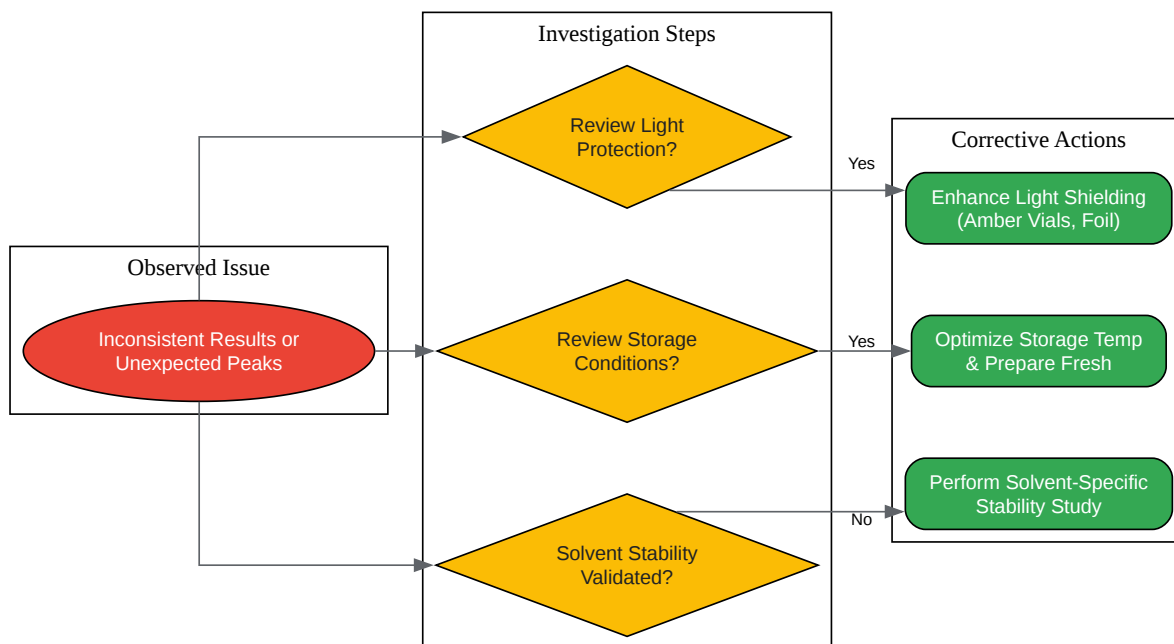 Investigation Steps
Review Light
Protection?
Corrective Actions
Yes
Enhance Light Shielding
(Amber Vials, Foil)
Observed Issue
Inconsistent Results or
Unexpected Peaks
Review Storage
Conditions?
Yes
Optimize Storage Temp
& Prepare Fresh
Perform Solvent-Specific
Stability Study
No
Solvent Stability
Validated?